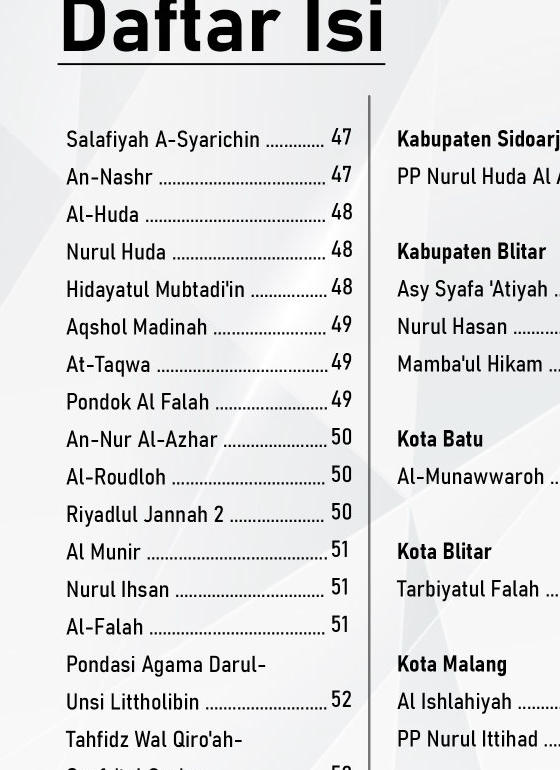 Daftar Isi
Salafiyah A-Syarichin ............. 47
An-Nashr ..................................... 47
Al-Huda ........................................ 48
Nurul Huda .................................. 48
Hidayatul Mubtadi'in ................. 48
Aqshol Madinah .......................... 49
At-Taqwa ..................................... 49
Pondok Al Falah ......................... 49
An-Nur Al-Azhar ....................... 50
Al-Roudloh .................................. 50
Riyadlul Jannah 2 ..................... 50
Al Munir ........................................ 51
Nurul Ihsan ................................. 51
Al-Falah ....................................... 51
Pondasi Agama Darul-
Unsi Littholibin ........................... 52
Tahfidz Wal Qiro'ah-
Kabupaten
PP Nurul Huda Al
Kabupaten Blitar
Asy Syafa 'Atiyah ..
Nurul Hasan ..........
Mamba'ul Hikam ...
Kota Batu
Al-Munawwaroh ..
Kota Blitar
Tarbiyatul Falah ...
Kota Malang
Al Ishlahiyah .........
PP Nurul Ittihad ....